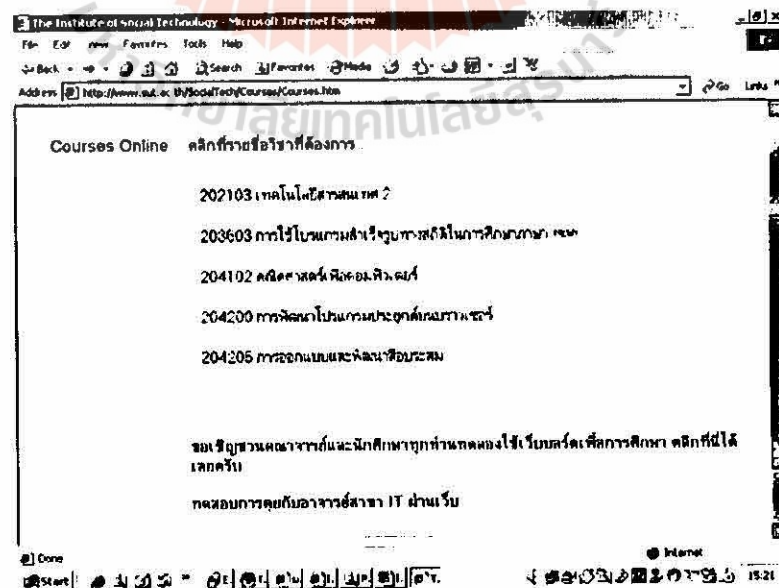 The Institute of Social Technology - Microsoft Internet Explorer
File Edit View Favorites Tools Help
Back Search Favorites Media
Address http://www.sut.ac.th/SocialTech/Courses/Courses.htm Go Links
Courses Online คลิกที่รายชื่อวิชาที่ต้องการ
202103 เทคโนโลยีสารสนเทศ 2
203603 การใช้โปรแกรมสำเร็จรูปทางสถิติในการศึกษาภาษา
204102 คณิตศาสตร์เพื่อคอมพิวเตอร์
204200 การพัฒนาโปรแกรมประยุกต์บนเบราเซอร์
204205 การออกแบบและพัฒนาสื่อประสม
ขอเชิญชวนคณาจารย์และนักศึกษาทุกท่านทดลองใช้เว็บบอร์ดเพื่อการศึกษา คลิกที่นี่ได้
เลยครับ
ทดสอบการคุยกับอาจารย์สาขา IT ผ่านเว็บ
Done Internet
Start 15:21